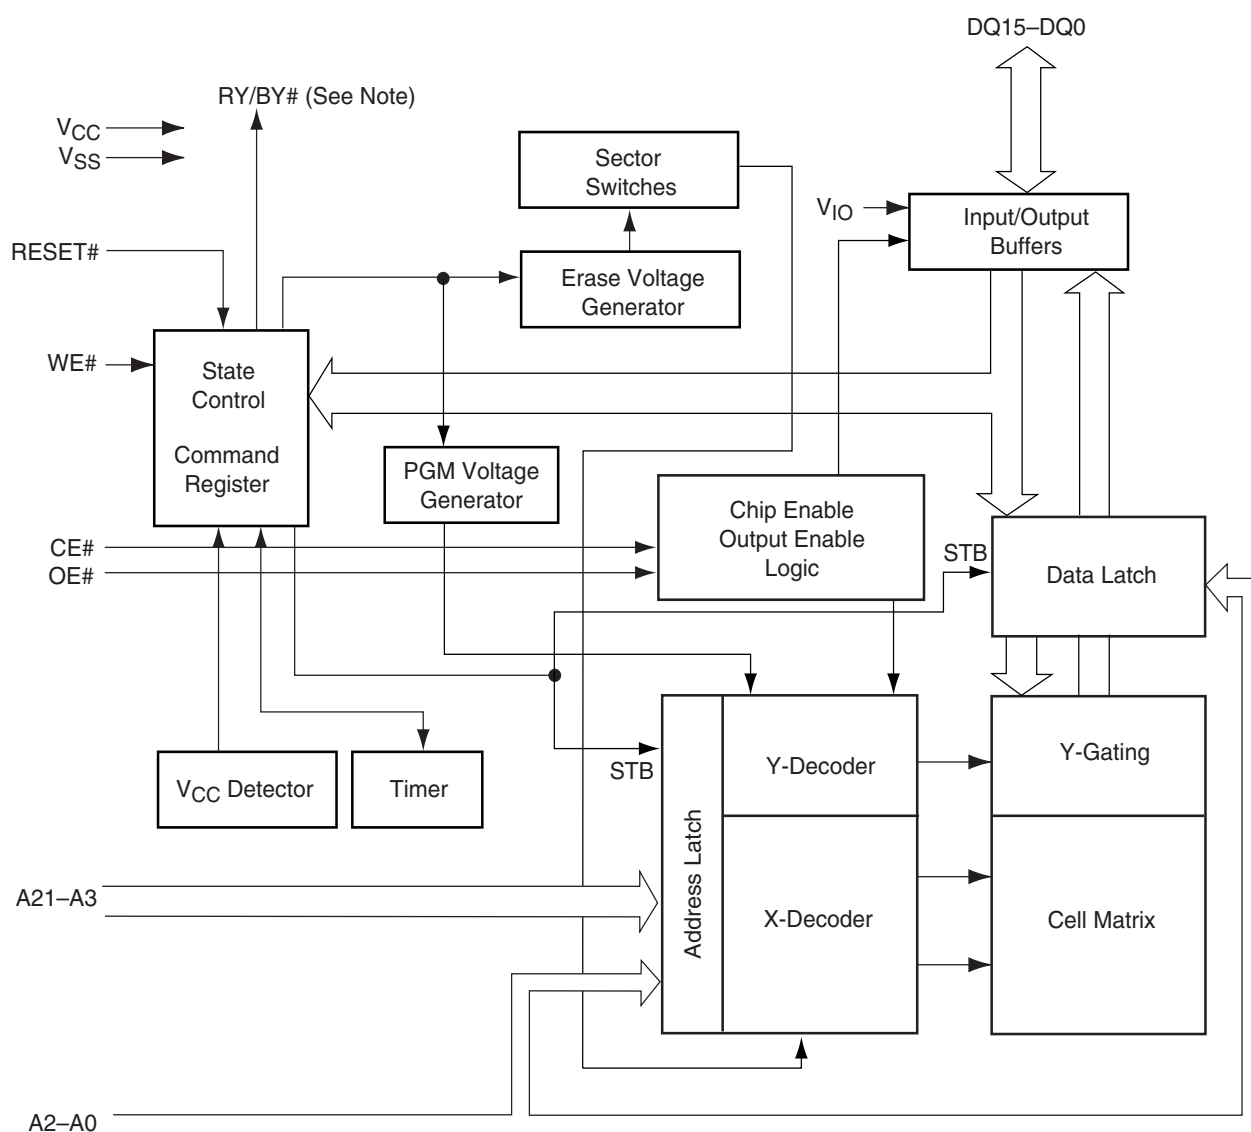 DQ15–DQ0
RY/BY# (See Note)
VCC
VSS
Sector
Switches
VIO
Input/Output
Buffers
RESET#
Erase Voltage
Generator
WE#
State
Control
Command
Register
PGM Voltage
Generator
Chip Enable
Output Enable
Logic
CE#
OE#
STB
Data Latch
STB
Y-Decoder
Y-Gating
VCC Detector
Timer
Address Latch
A21–A3
X-Decoder
Cell Matrix
A2–A0